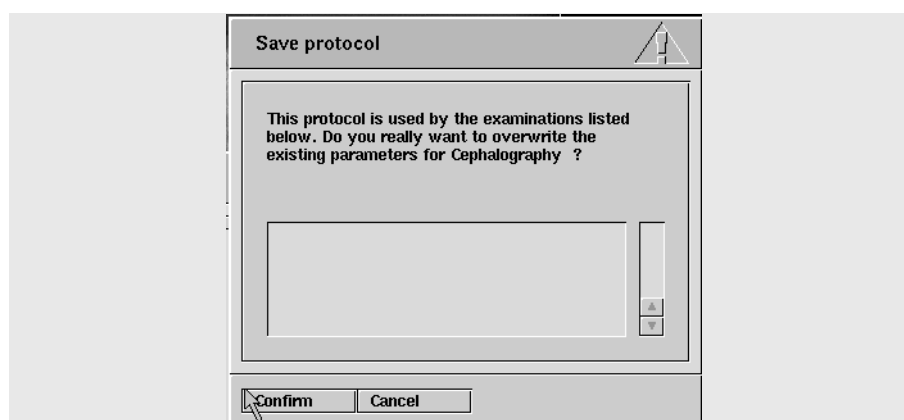 Save protocol
This protocol is used by the examinations listed
below. Do you really want to overwrite the
existing parameters for Cephalography ?
Confirm
Cancel